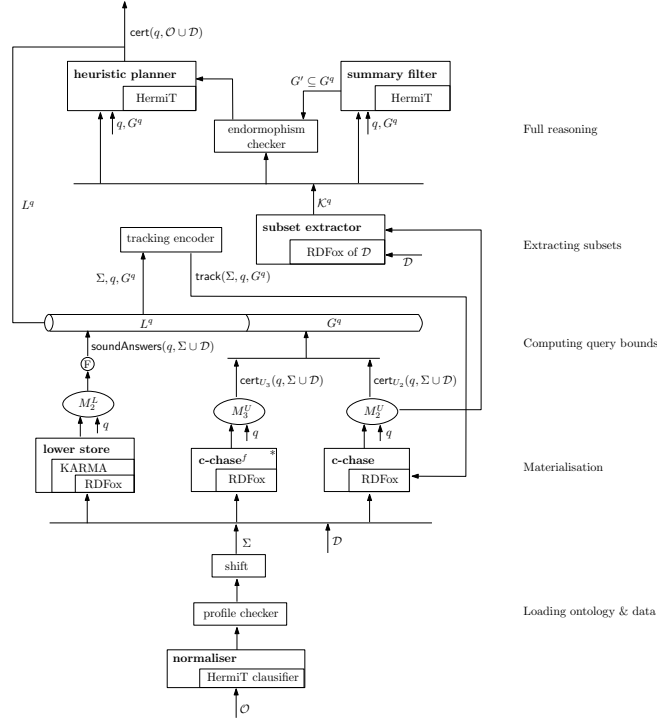 cert(q, 𝒪 ∪ 𝒟)
heuristic planner
HermiT
G′ ⊆ G^q
summary filter
HermiT
q, G^q
endormorphism
checker
q, G^q
Full reasoning
L^q
𝒦^q
tracking encoder
subset extractor
RDFox of 𝒟
𝒟
Extracting subsets
Σ, q, G^q
track(Σ, q, G^q)
L^q
G^q
Computing query bounds
soundAnswers(q, Σ ∪ 𝒟)
F
cert_{U_3}(q, Σ ∪ 𝒟)
cert_{U_2}(q, Σ ∪ 𝒟)
M_2^L
M_3^U
M_2^U
q
q
q
lower store
KARMA
RDFox
c-chase^f *
RDFox
c-chase
RDFox
Materialisation
Σ
𝒟
shift
profile checker
Loading ontology & data
normaliser
HermiT clausifier
𝒪